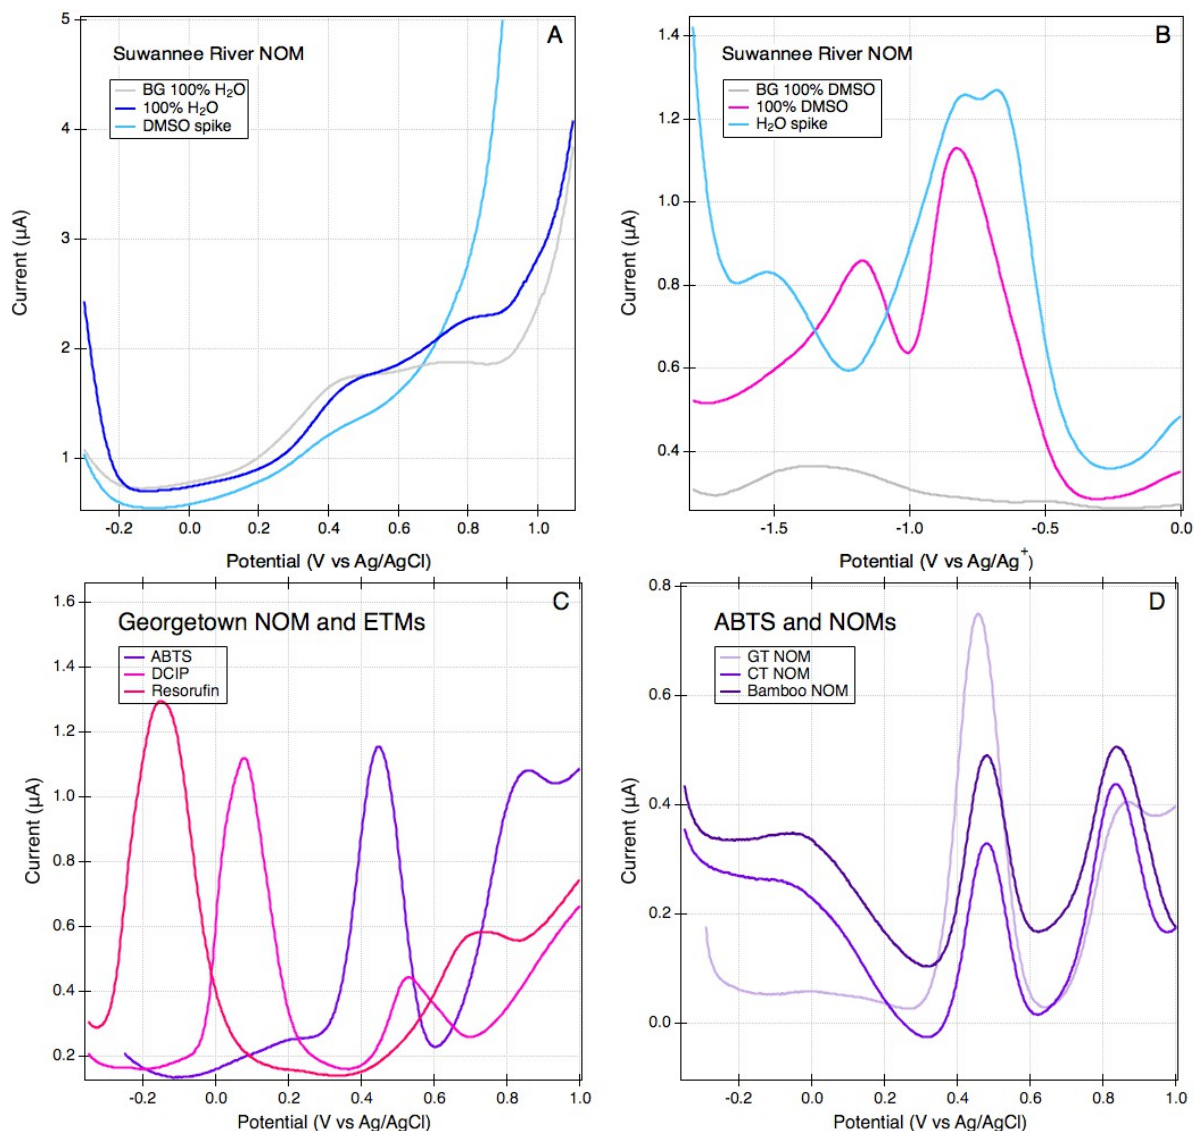 A
Suwannee River NOM
BG 100% H₂O
100% H₂O
DMSO spike
5
4
3
2
1
Current (µA)
-0.2 0.0 0.2 0.4 0.6 0.8 1.0
Potential (V vs Ag/AgCl)
B
Suwannee River NOM
BG 100% DMSO
100% DMSO
H₂O spike
1.4
1.2
1.0
0.8
0.6
0.4
Current (µA)
-1.5 -1.0 -0.5 0.0
Potential (V vs Ag/Ag⁺)
C
Georgetown NOM and ETMs
ABTS
DCIP
Resorufin
1.6
1.4
1.2
1.0
0.8
0.6
0.4
0.2
Current (µA)
-0.2 0.0 0.2 0.4 0.6 0.8 1.0
Potential (V vs Ag/AgCl)
D
ABTS and NOMs
GT NOM
CT NOM
Bamboo NOM
0.8
0.6
0.4
0.2
0.0
Current (µA)
-0.2 0.0 0.2 0.4 0.6 0.8 1.0
Potential (V vs Ag/AgCl)